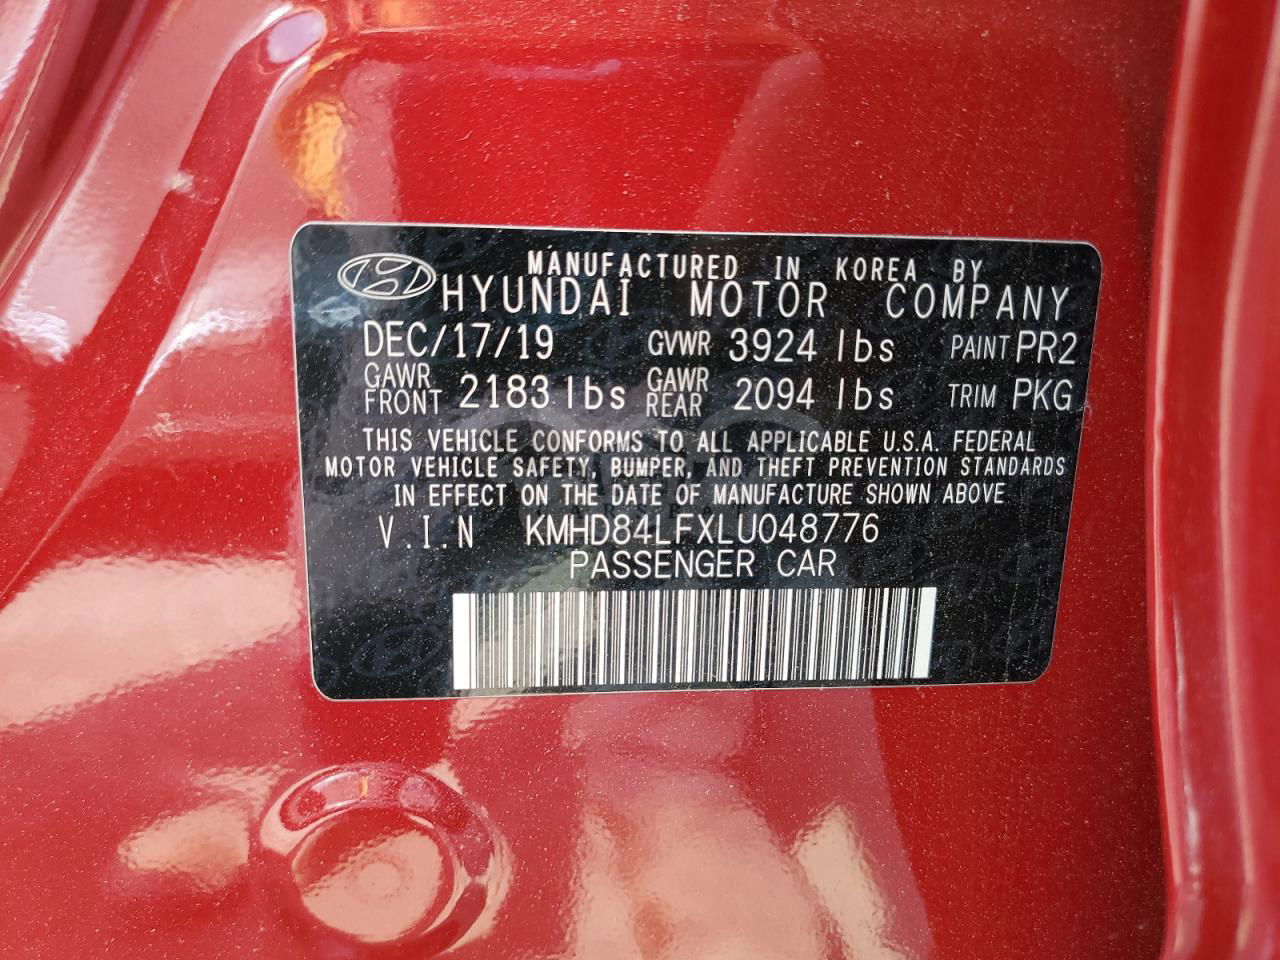 MANUFACTURED IN KOREA BY
HYUNDAI MOTOR COMPANY
DEC/17/19 GVWR 3924 lbs PAINT PR2
GAWR FRONT 2183 lbs GAWR REAR 2094 lbs TRIM PKG
THIS VEHICLE CONFORMS TO ALL APPLICABLE U.S.A. FEDERAL
MOTOR VEHICLE SAFETY, BUMPER, AND THEFT PREVENTION STANDARDS
IN EFFECT ON THE DATE OF MANUFACTURE SHOWN ABOVE
V.I.N KMHD84LFXLU048776
PASSENGER CAR